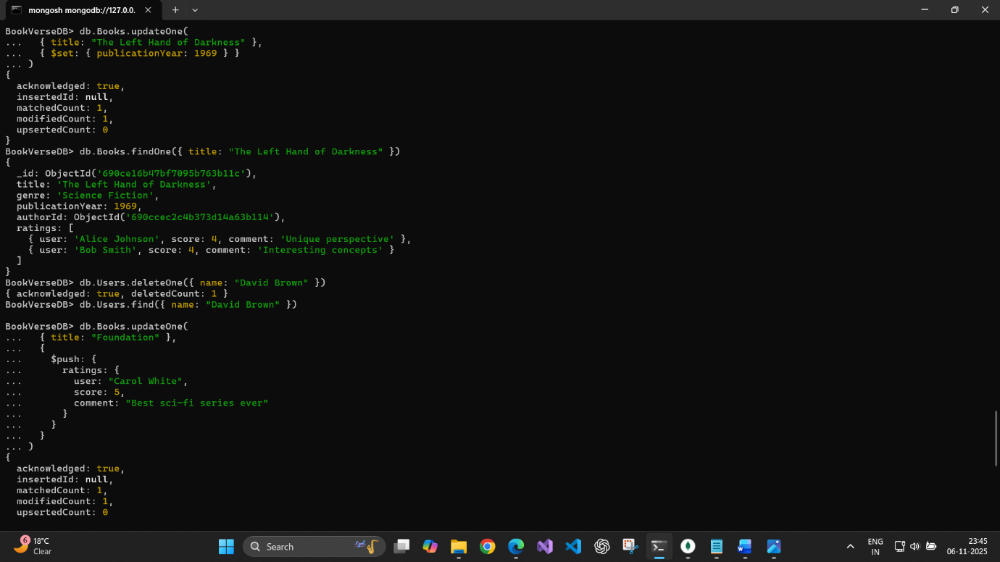 mongosh mongodb://127.0.0.
BookVerseDB> db.Books.updateOne(
...   { title: "The Left Hand of Darkness" },
...   { $set: { publicationYear: 1969 } }
... )
{
  acknowledged: true,
  insertedId: null,
  matchedCount: 1,
  modifiedCount: 1,
  upsertedCount: 0
}
BookVerseDB> db.Books.findOne({ title: "The Left Hand of Darkness" })
{
  _id: ObjectId('690ce16b47bf7095b763b11c'),
  title: 'The Left Hand of Darkness',
  genre: 'Science Fiction',
  publicationYear: 1969,
  authorId: ObjectId('690ccec2c4b373d14a63b114'),
  ratings: [
    { user: 'Alice Johnson', score: 4, comment: 'Unique perspective' },
    { user: 'Bob Smith', score: 4, comment: 'Interesting concepts' }
  ]
}
BookVerseDB> db.Users.deleteOne({ name: "David Brown" })
{ acknowledged: true, deletedCount: 1 }
BookVerseDB> db.Users.find({ name: "David Brown" })

BookVerseDB> db.Books.updateOne(
...   { title: "Foundation" },
...   {
...     $push: {
...       ratings: {
...         user: "Carol White",
...         score: 5,
...         comment: "Best sci-fi series ever"
...       }
...     }
...   }
... )
{
  acknowledged: true,
  insertedId: null,
  matchedCount: 1,
  modifiedCount: 1,
  upsertedCount: 0
6
18°C
Clear
Search
ENG
IN
23:45
06-11-2025